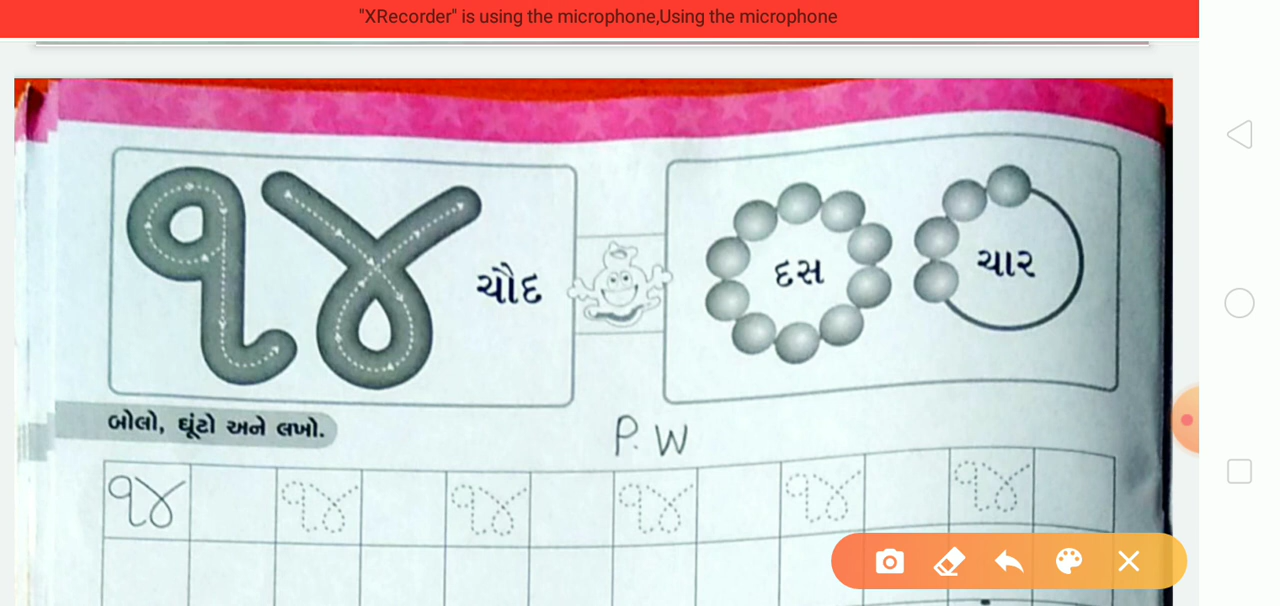 "XRecorder" is using the microphone,Using the microphone
૧૪ ચૌદ
દસ ચાર
બોલો, ઘૂંટો અને લખો.
P.W
૧૪ ૧૪ ૧૪ ૧૪ ૧૪ ૧૪